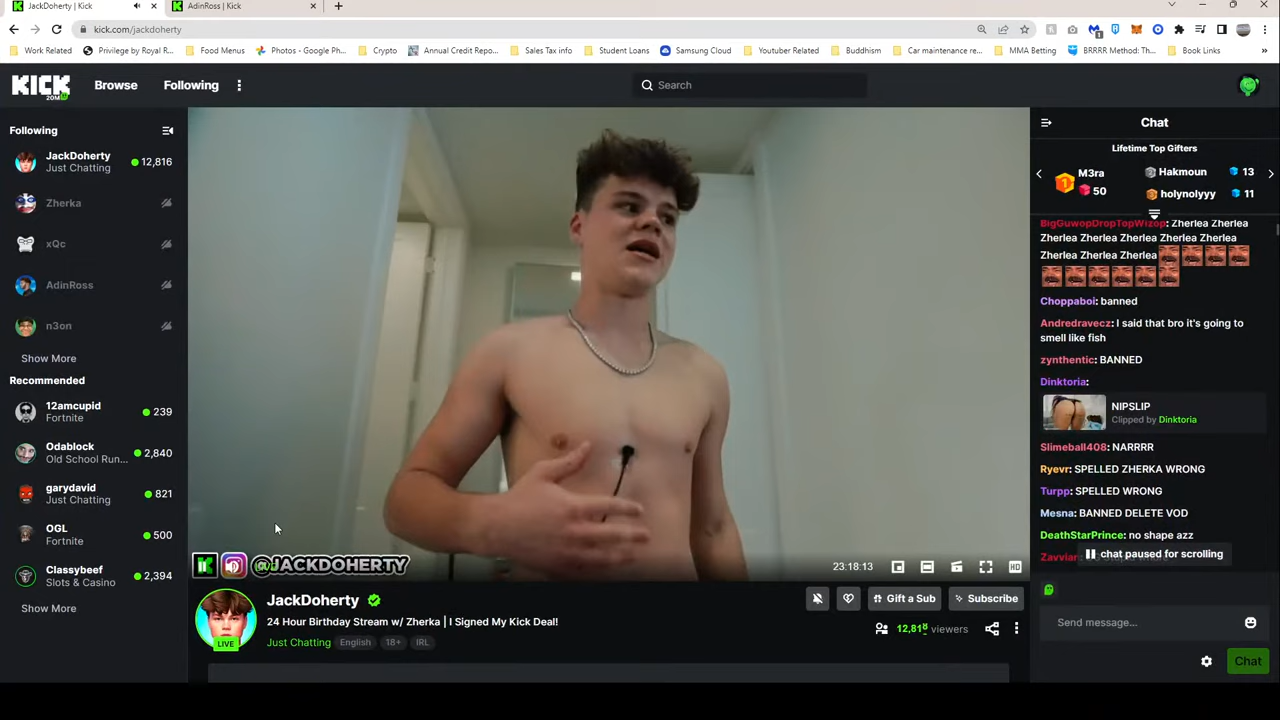 JackDoherty | Kick
AdinRoss | Kick
kick.com/jackdoherty
Work Related
Privilege by Royal R...
Food Menus
Photos - Google Ph...
Crypto
Annual Credit Repo...
Sales Tax info
Student Loans
Samsung Cloud
Youtuber Related
Buddhism
Car maintenance re...
MMA Betting
BRRRR Method: Th...
Book Links
KICK
20M
Browse
Following
Search
Following
JackDoherty
Just Chatting
12,816
Zherka
xQc
AdinRoss
n3on
Show More
Recommended
12amcupid
Fortnite
239
Odablock
Old School Run...
2,840
garydavid
Just Chatting
821
OGL
Fortnite
500
Classybeef
Slots & Casino
2,394
Show More
@JACKDOHERTY
23:18:13
HD
LIVE
JackDoherty
24 Hour Birthday Stream w/ Zherka | I Signed My Kick Deal!
Just Chatting
English
18+
IRL
Gift a Sub
Subscribe
viewers
Chat
Lifetime Top Gifters
1
M3ra
50
Hakmoun
13
holynolyyy
11
BigGuwopDropTopWizop: Zherlea
Zherlea Zherlea Zherlea Zherlea Zherlea
Zherlea Zherlea Zherlea
Choppaboi: banned
Andredravecz: I said that bro it's going to
smell like fish
zynthentic: BANNED
Dinktoria:
NIPSLIP
Clipped by Dinktoria
Slimeball408: NARRRR
Ryevr: SPELLED ZHERKA WRONG
Turpp: SPELLED WRONG
Mesna: BANNED DELETE VOD
DeathStarPrince: no shape azz
Zavviar
chat paused for scrolling
Send message...
Chat